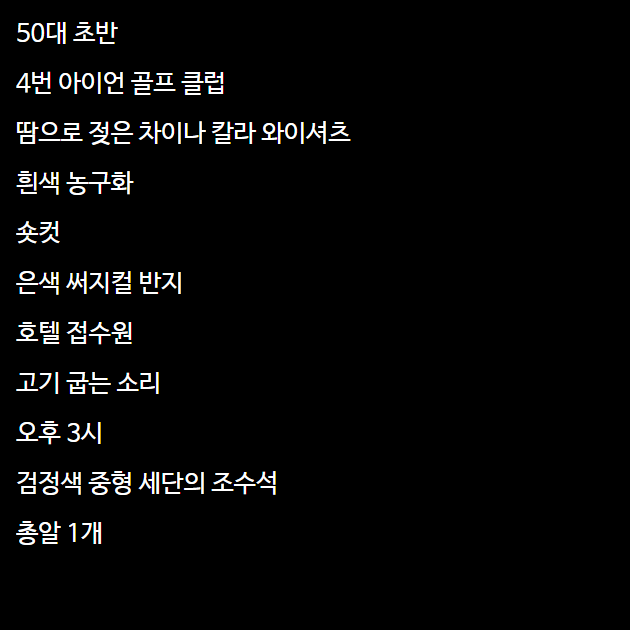 50대 초반
4번 아이언 골프 클럽
땀으로 젖은 차이나 칼라 와이셔츠
흰색 농구화
숏컷
은색 써지컬 반지
호텔 접수원
고기 굽는 소리
오후 3시
검정색 중형 세단의 조수석
총알 1개